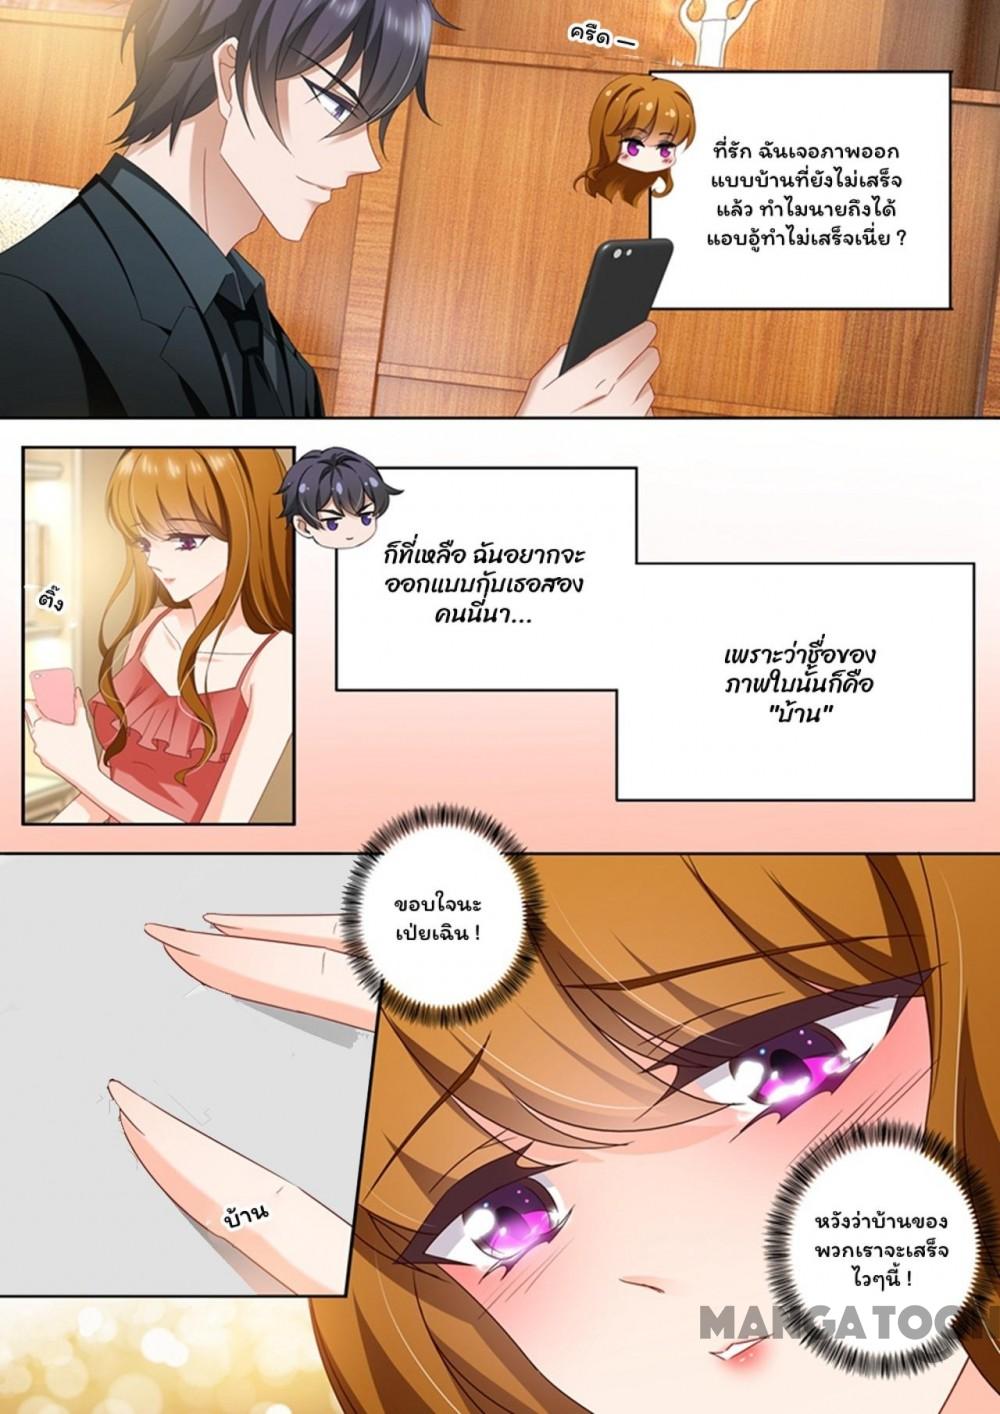 ครืด —
ที่รัก ฉันเจอภาพออก
แบบบ้านที่ยังไม่เสร็จ
แล้ว ทำไมนายถึงได้
แอบอู้ทำไม่เสร็จเนี่ย ?
ติ๊ง
ก็ที่เหลือ ฉันอยากจะ
ออกแบบกับเธอสอง
คนนี่นา...
เพราะว่าชื่อของ
ภาพใบนั้นก็คือ
"บ้าน"
ขอบใจนะ
เป่ยเฉิน !
บ้าน
หวังว่าบ้านของ
พวกเราจะเสร็จ
ไวๆนี้ !
MANGATOON